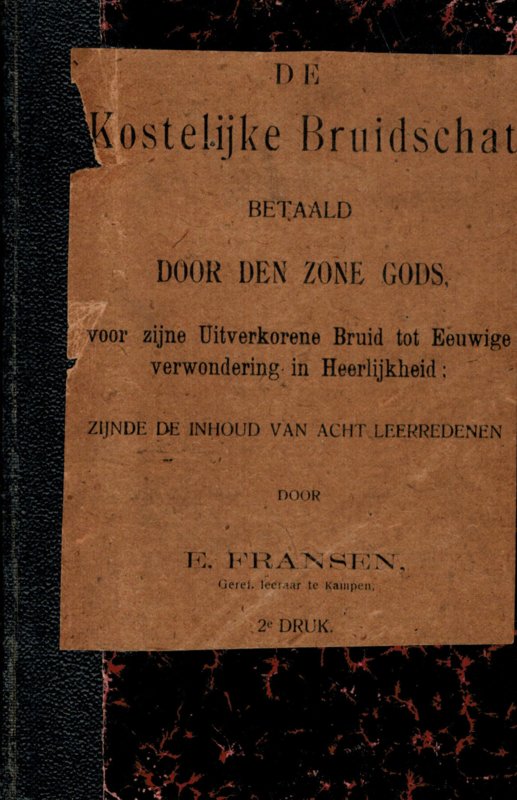 DE
Kostelijke Bruidschat
BETAALD
DOOR DEN ZONE GODS,
voor zijne Uitverkorene Bruid tot Eeuwige
verwondering in Heerlijkheid;
ZIJNDE DE INHOUD VAN ACHT LEERREDENEN
DOOR
E. FRANSEN,
Geref. leeraar te Kampen.
2e DRUK.